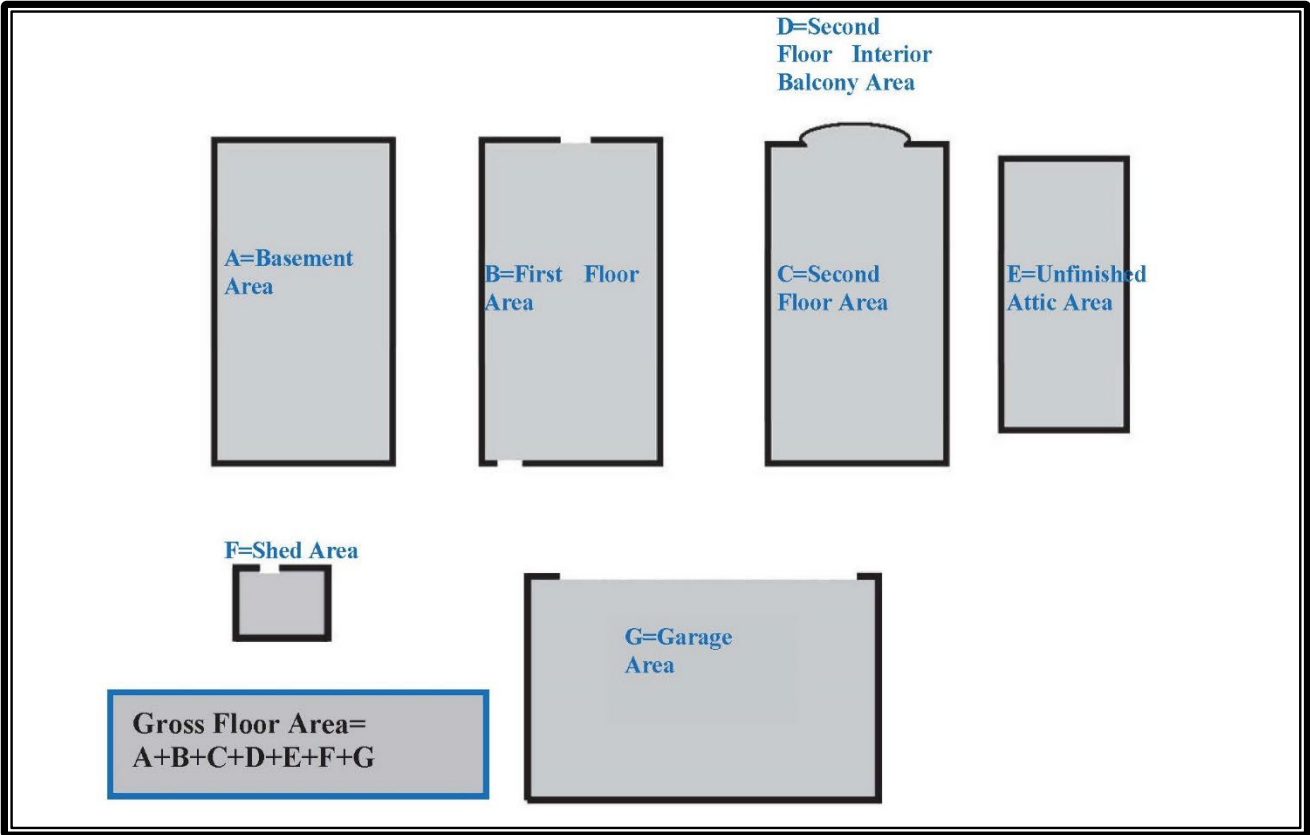 D=Second
Floor Interior
Balcony Area
A=Basement
Area
B=First Floor
Area
C=Second
Floor Area
E=Unfinished
Attic Area
F=Shed Area
G=Garage
Area
Gross Floor Area=
A+B+C+D+E+F+G